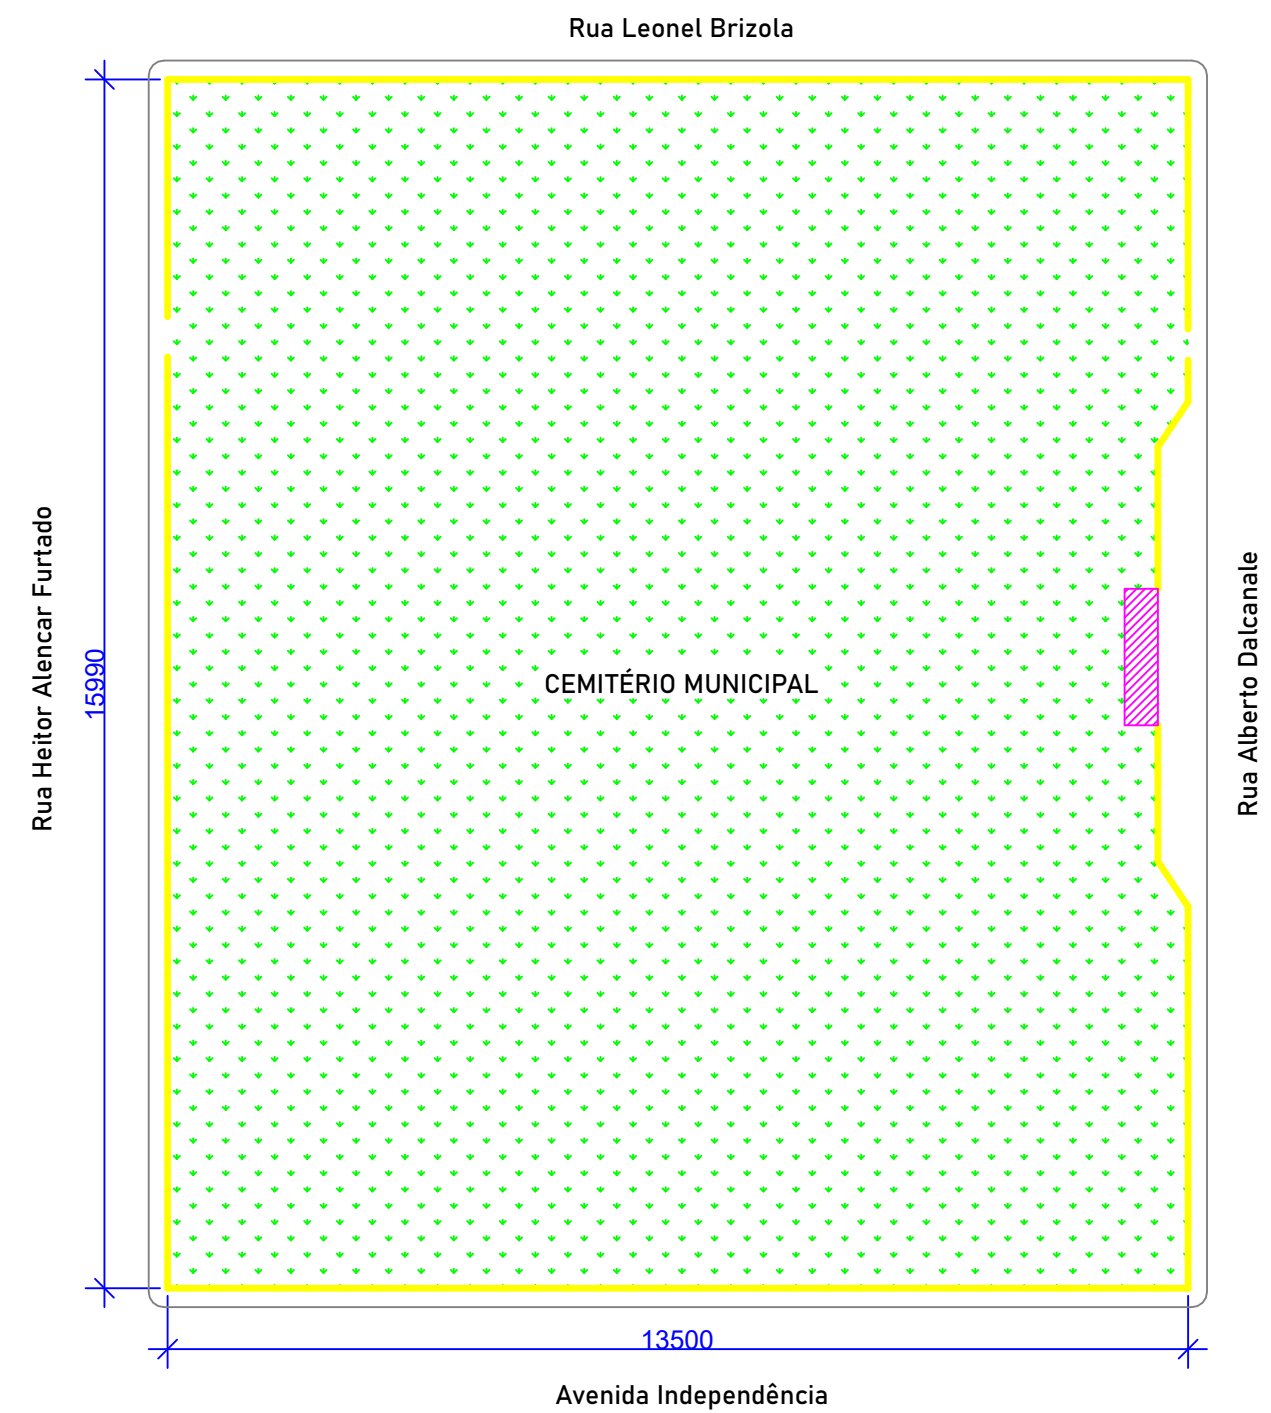 Rua Leonel Brizola
Rua Heitor Alencar Furtado
15990
CEMITÉRIO MUNICIPAL
Rua Alberto Dalcanale
13500
Avenida Independência